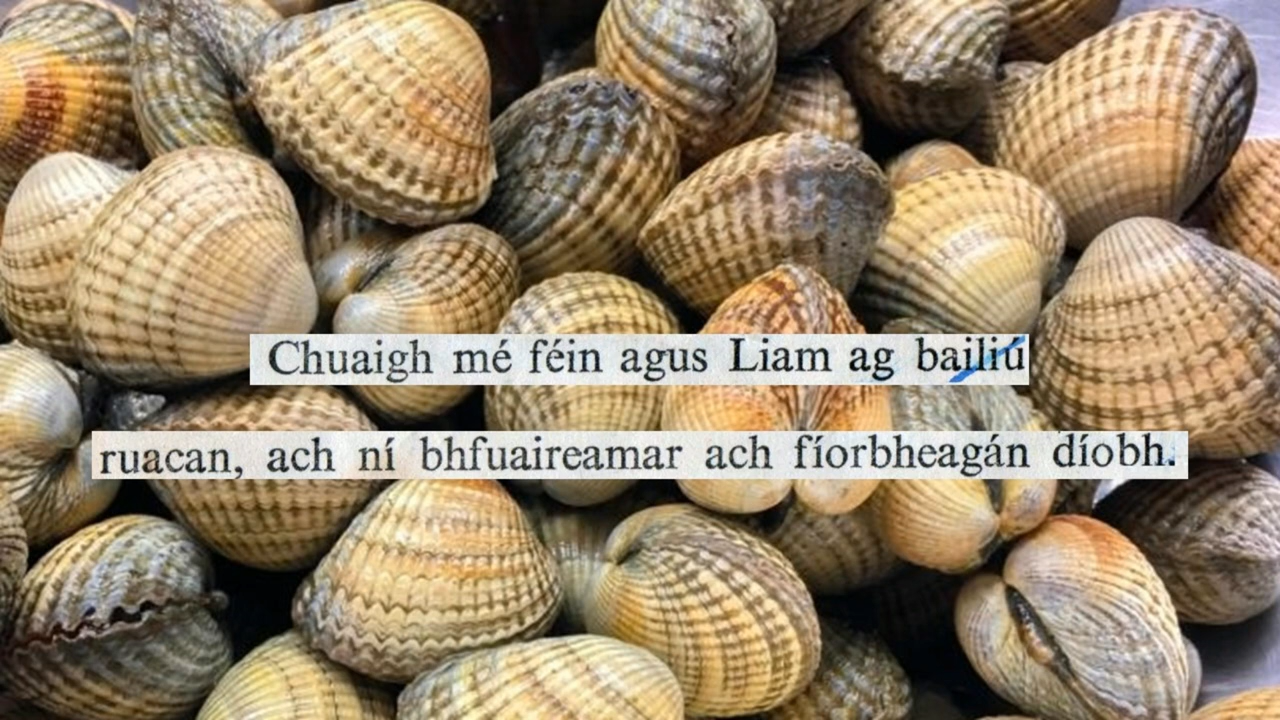 Chuaigh mé féin agus Liam ag bailiú
ruacan, ach ní bhfuaireamar ach fíorbheagán díobh.